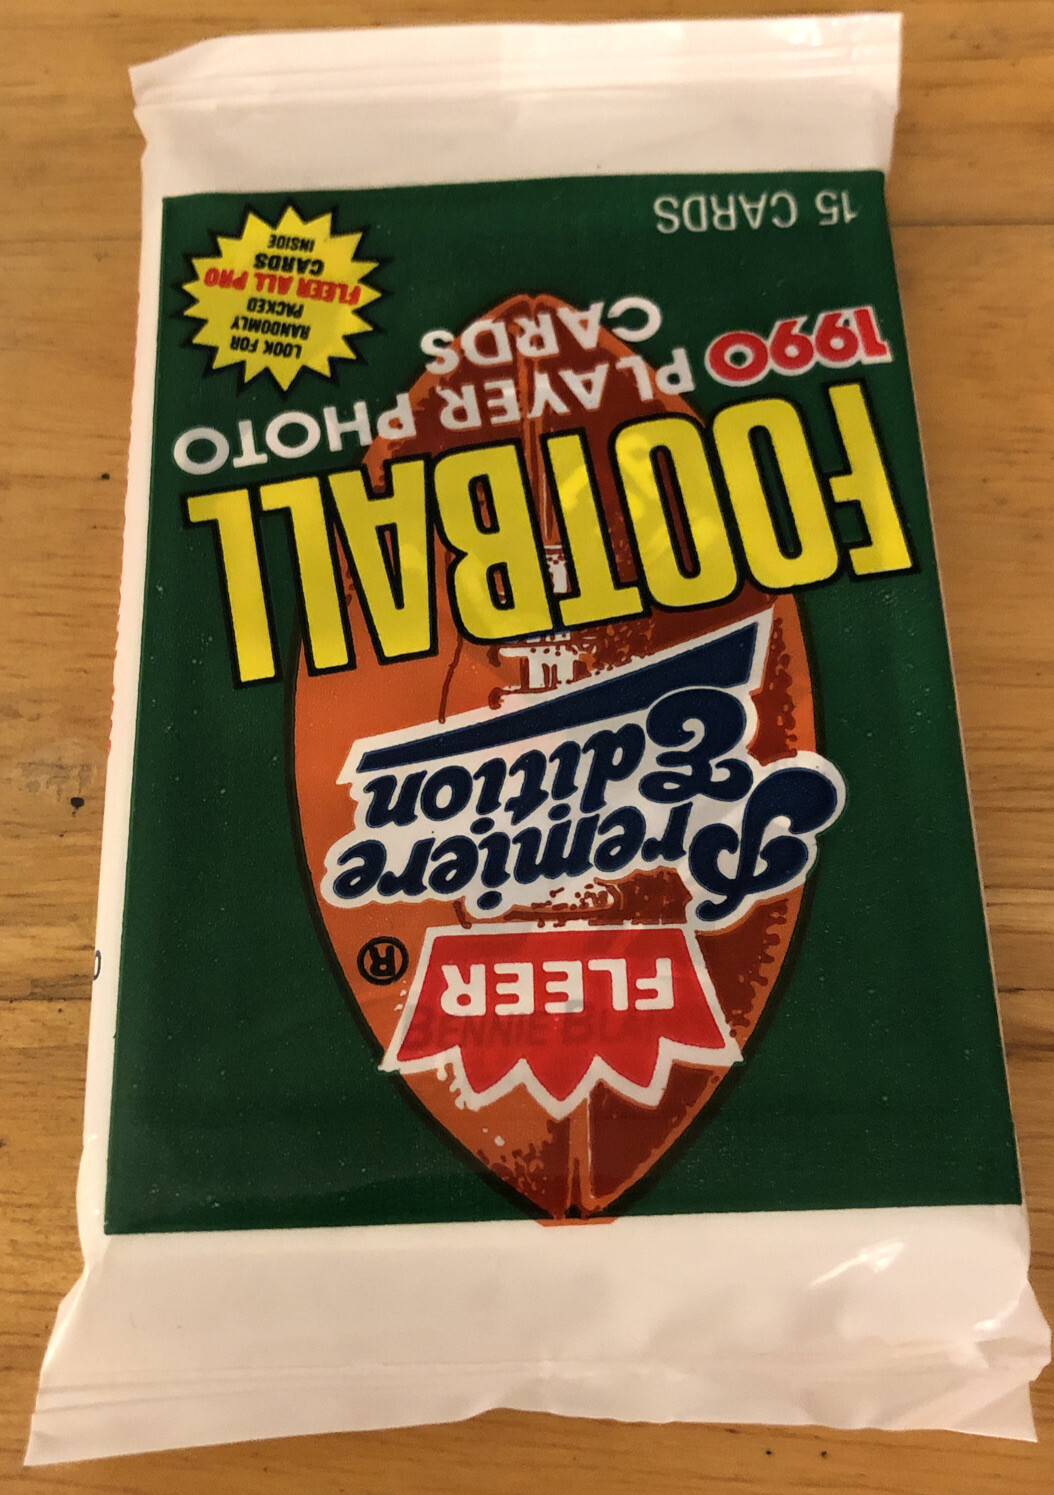 FLEER
®
Premiere
Edition
FOOTBALL
1990 PLAYER PHOTO
CARDS
LOOK FOR
RANDOMLY
PACKED
FLEER ALL PRO
CARDS
INSIDE
15 CARDS
BENNIE